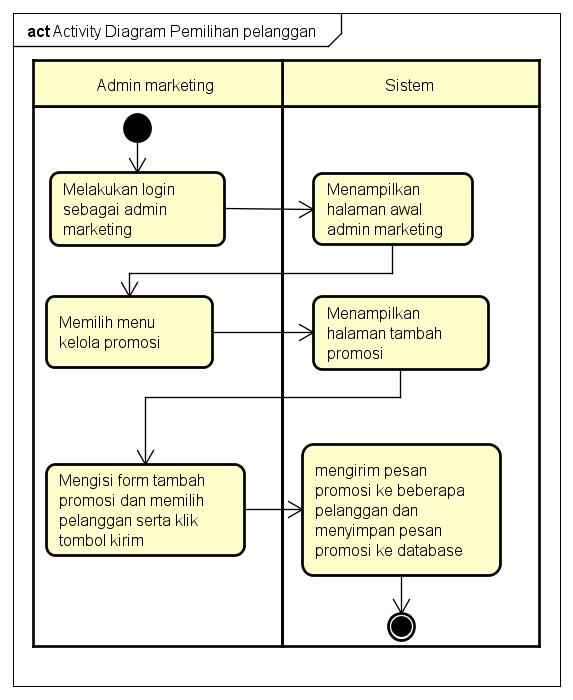 act Activity Diagram Pemilihan pelanggan
Admin marketing
Sistem
Melakukan login
sebagai admin
marketing
Menampilkan
halaman awal
admin marketing
Memilih menu
kelola promosi
Menampilkan
halaman tambah
promosi
Mengisi form tambah
promosi dan memilih
pelanggan serta klik
tombol kirim
mengirim pesan
promosi ke beberapa
pelanggan dan
menyimpan pesan
promosi ke database